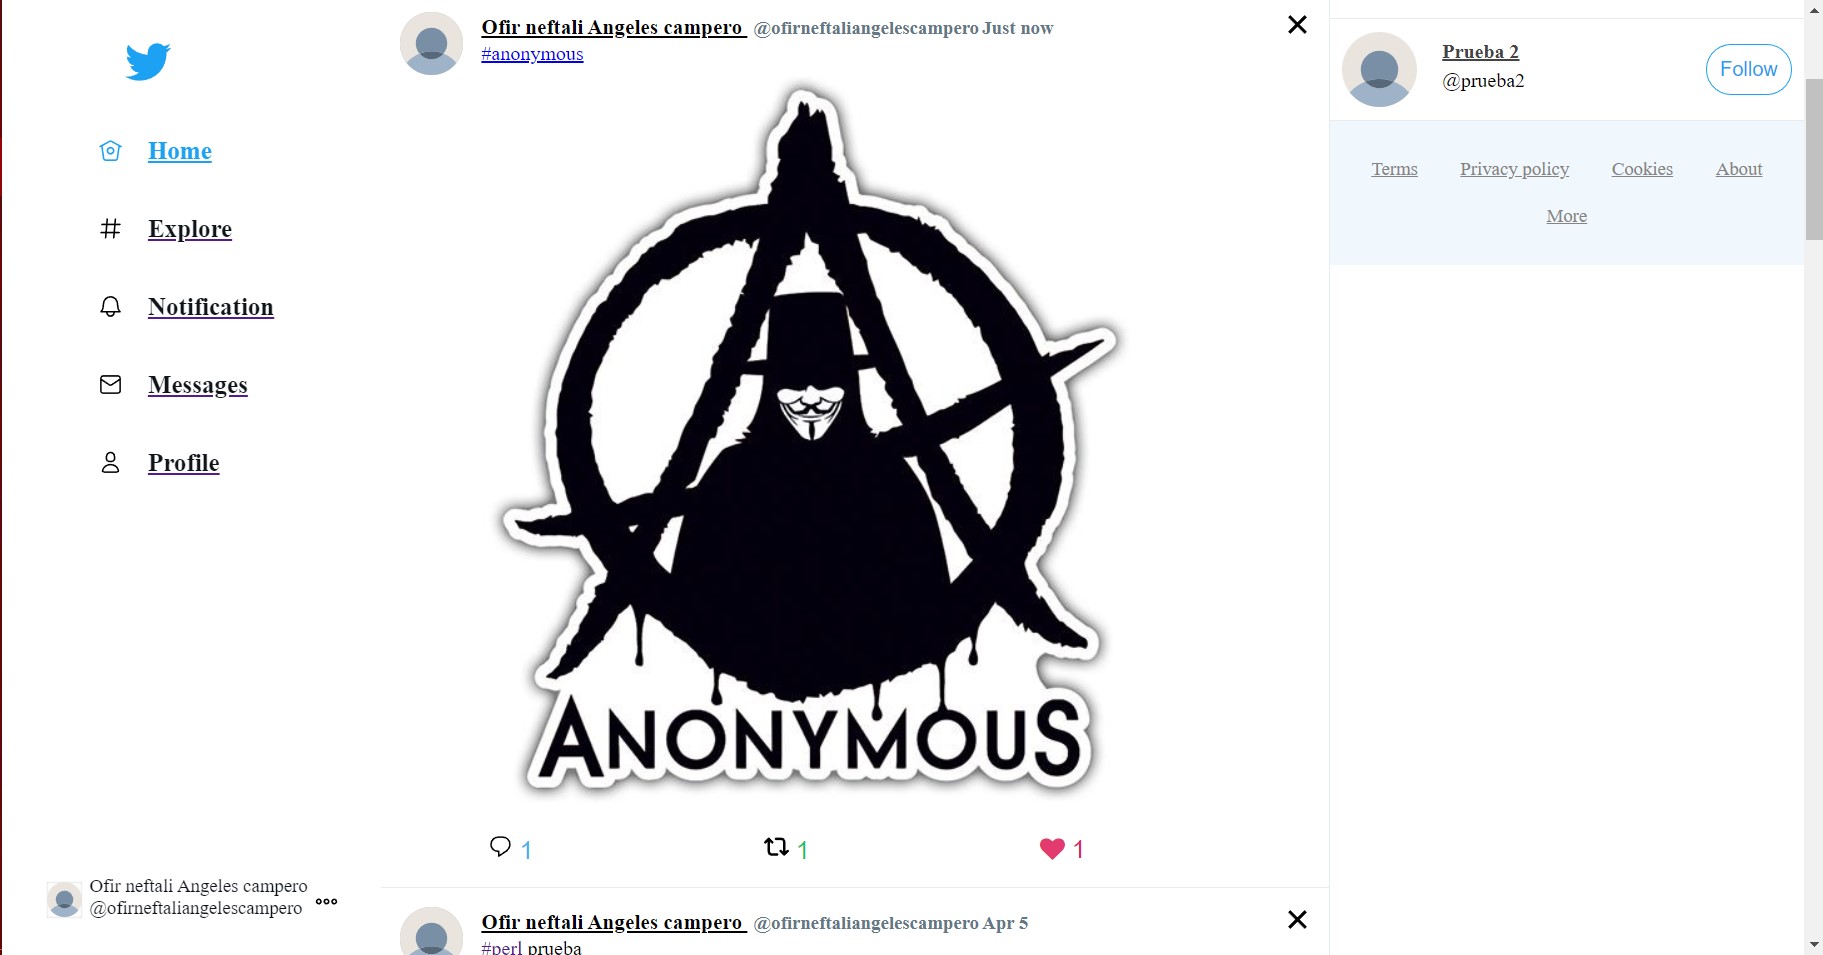 Home
Explore
Notification
Messages
Profile
Ofir neftali Angeles campero
@ofirneftaliangelescampero
Ofir neftali Angeles campero @ofirneftaliangelescampero Just now
#anonymous
ANONYMOUS
1 1 1
Ofir neftali Angeles campero @ofirneftaliangelescampero Apr 5
#perl prueba
Prueba 2
@prueba2
Follow
Terms Privacy policy Cookies About
More